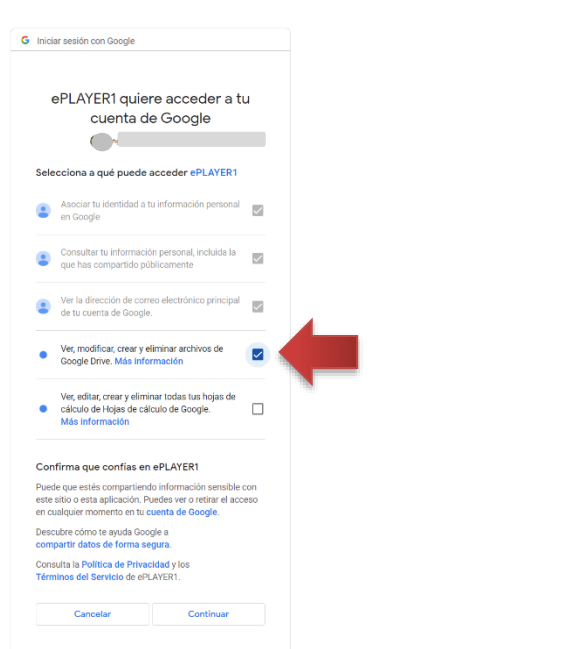 G Iniciar sesión con Google
ePLAYER1 quiere acceder a tu
cuenta de Google
Selecciona a qué puede acceder ePLAYER1
Asociar tu identidad a tu información personal
en Google
Consultar tu información personal, incluida la
que has compartido públicamente
Ver la dirección de correo electrónico principal
de tu cuenta de Google.
Ver, modificar, crear y eliminar archivos de
Google Drive. Más información
Ver, editar, crear y eliminar todas tus hojas de
cálculo de Hojas de cálculo de Google.
Más información
Confirma que confías en ePLAYER1
Puede que estés compartiendo información sensible con
este sitio o esta aplicación. Puedes ver o retirar el acceso
en cualquier momento en tu cuenta de Google.
Descubre cómo te ayuda Google a
compartir datos de forma segura.
Consulta la Política de Privacidad y los
Términos del Servicio de ePLAYER1.
Cancelar Continuar